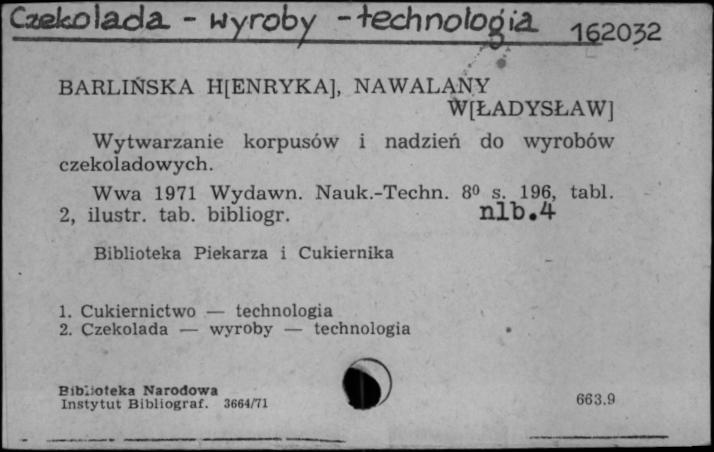 Czekolada - wyroby - technologia 162032
BARLIŃSKA H[ENRYKA], NAWALANY
W[ŁADYSŁAW]
Wytwarzanie korpusów i nadzień do wyrobów
czekoladowych.
Wwa 1971 Wydawn. Nauk.-Techn. 8⁰ s. 196, tabl.
2, ilustr. tab. bibliogr. nlb.4
Biblioteka Piekarza i Cukiernika
1. Cukiernictwo — technologia
2. Czekolada — wyroby — technologia
Biblioteka Narodowa
Instytut Bibliograf. 3664/71 663.9